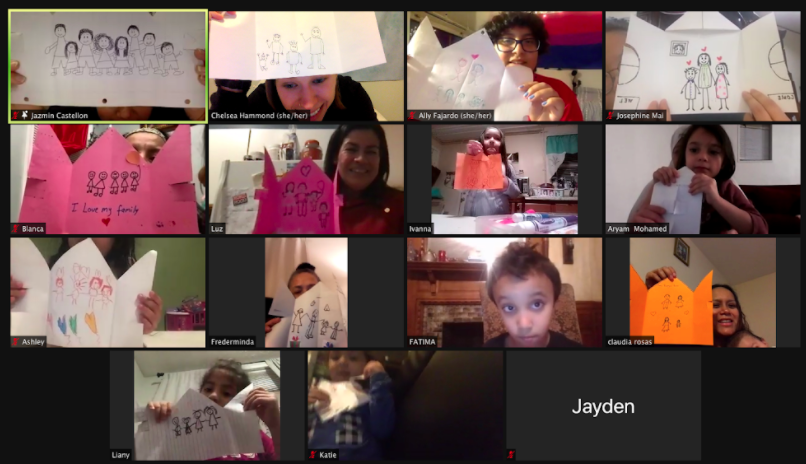 Jazmin Castellon
Chelsea Hammond (she/her)
Ally Fajardo (she/her)
Josephine Mai
Bianca
I Love my family
Luz
Ivanna
Aryam Mohamed
Ashley
Frederminda
FATIMA
claudia rosas
Liany
Katie
Jayden